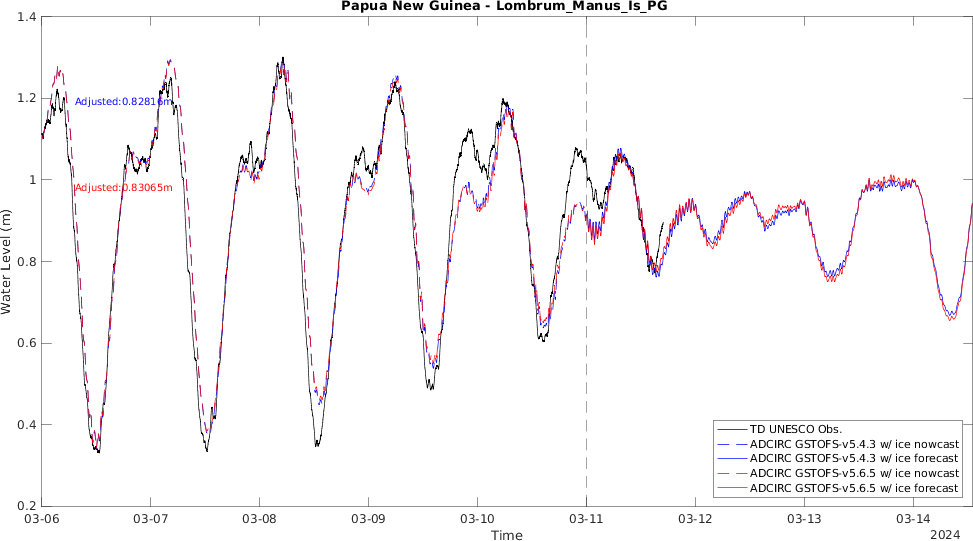 Papua New Guinea - Lombrum_Manus_Is_PG
1.4
1.2
1
0.8
0.6
0.4
0.2
Water Level (m)
Adjusted:0.82816m
Adjusted:0.83065m
TD UNESCO Obs.
ADCIRC GSTOFS-v5.4.3 w/ ice nowcast
ADCIRC GSTOFS-v5.4.3 w/ ice forecast
ADCIRC GSTOFS-v5.6.5 w/ ice nowcast
ADCIRC GSTOFS-v5.6.5 w/ ice forecast
03-06 03-07 03-08 03-09 03-10 03-11 03-12 03-13 03-14
Time
2024